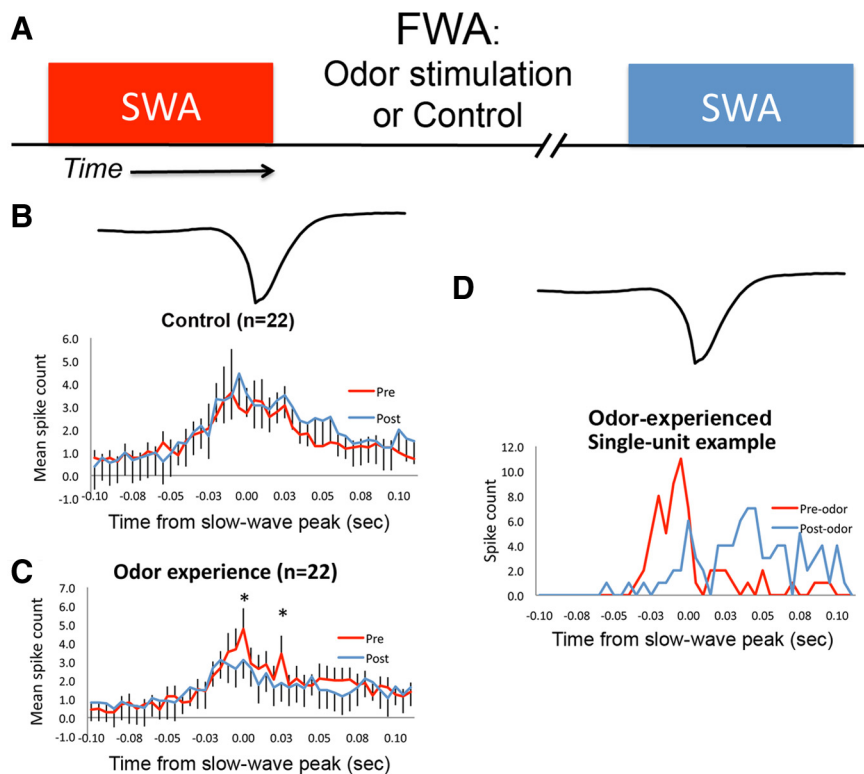 A
FWA:
Odor stimulation
or Control
SWA
SWA
Time
B
Control (n=22)
6.0
5.0
4.0
3.0
2.0
1.0
0.0
-1.0
Mean spike count
Pre
Post
-0.10 -0.08 -0.05 -0.03 0.00 0.03 0.05 0.08 0.10
Time from slow-wave peak (sec)
C
Odor experience (n=22)
* *
7.0
6.0
5.0
4.0
3.0
2.0
1.0
0.0
-1.0
Mean spike count
Pre
Post
-0.10 -0.08 -0.05 -0.03 0.00 0.03 0.05 0.08 0.10
Time from slow-wave peak (sec)
D
Odor-experienced
Single-unit example
12.0
10.0
8.0
6.0
4.0
2.0
0.0
Spike count
Pre-odor
Post-odor
-0.10 -0.08 -0.05 -0.03 0.00 0.03 0.05 0.08 0.10
Time from slow-wave peak (sec)